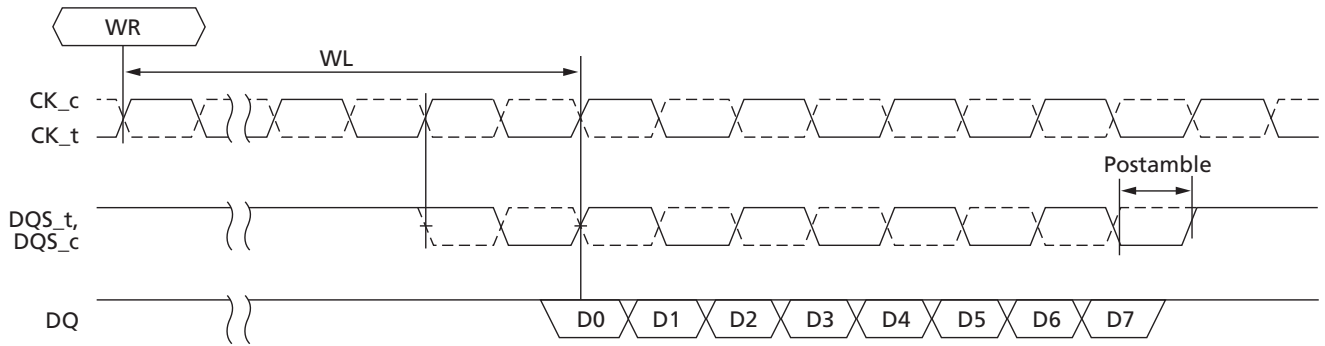 WR
WL
CK_c
CK_t
Postamble
DQS_t,
DQS_c
DQ
D0 D1 D2 D3 D4 D5 D6 D7